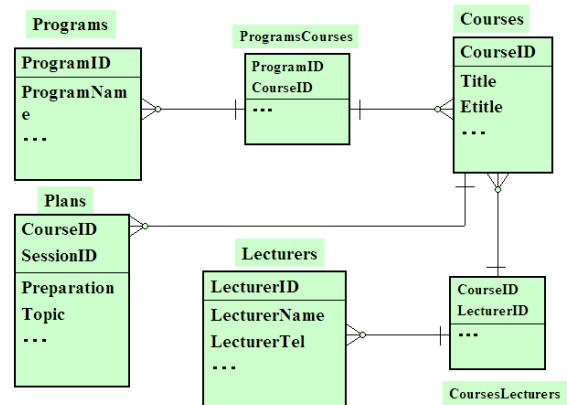 Programs
ProgramID
ProgramNam
e
---
ProgramsCourses
ProgramID
CourseID
---
Courses
CourseID
Title
Etitle
---
Plans
CourseID
SessionID
Preparation
Topic
---
Lecturers
LecturerID
LecturerName
LecturerTel
---
CourseID
LecturerID
---
CoursesLecturers